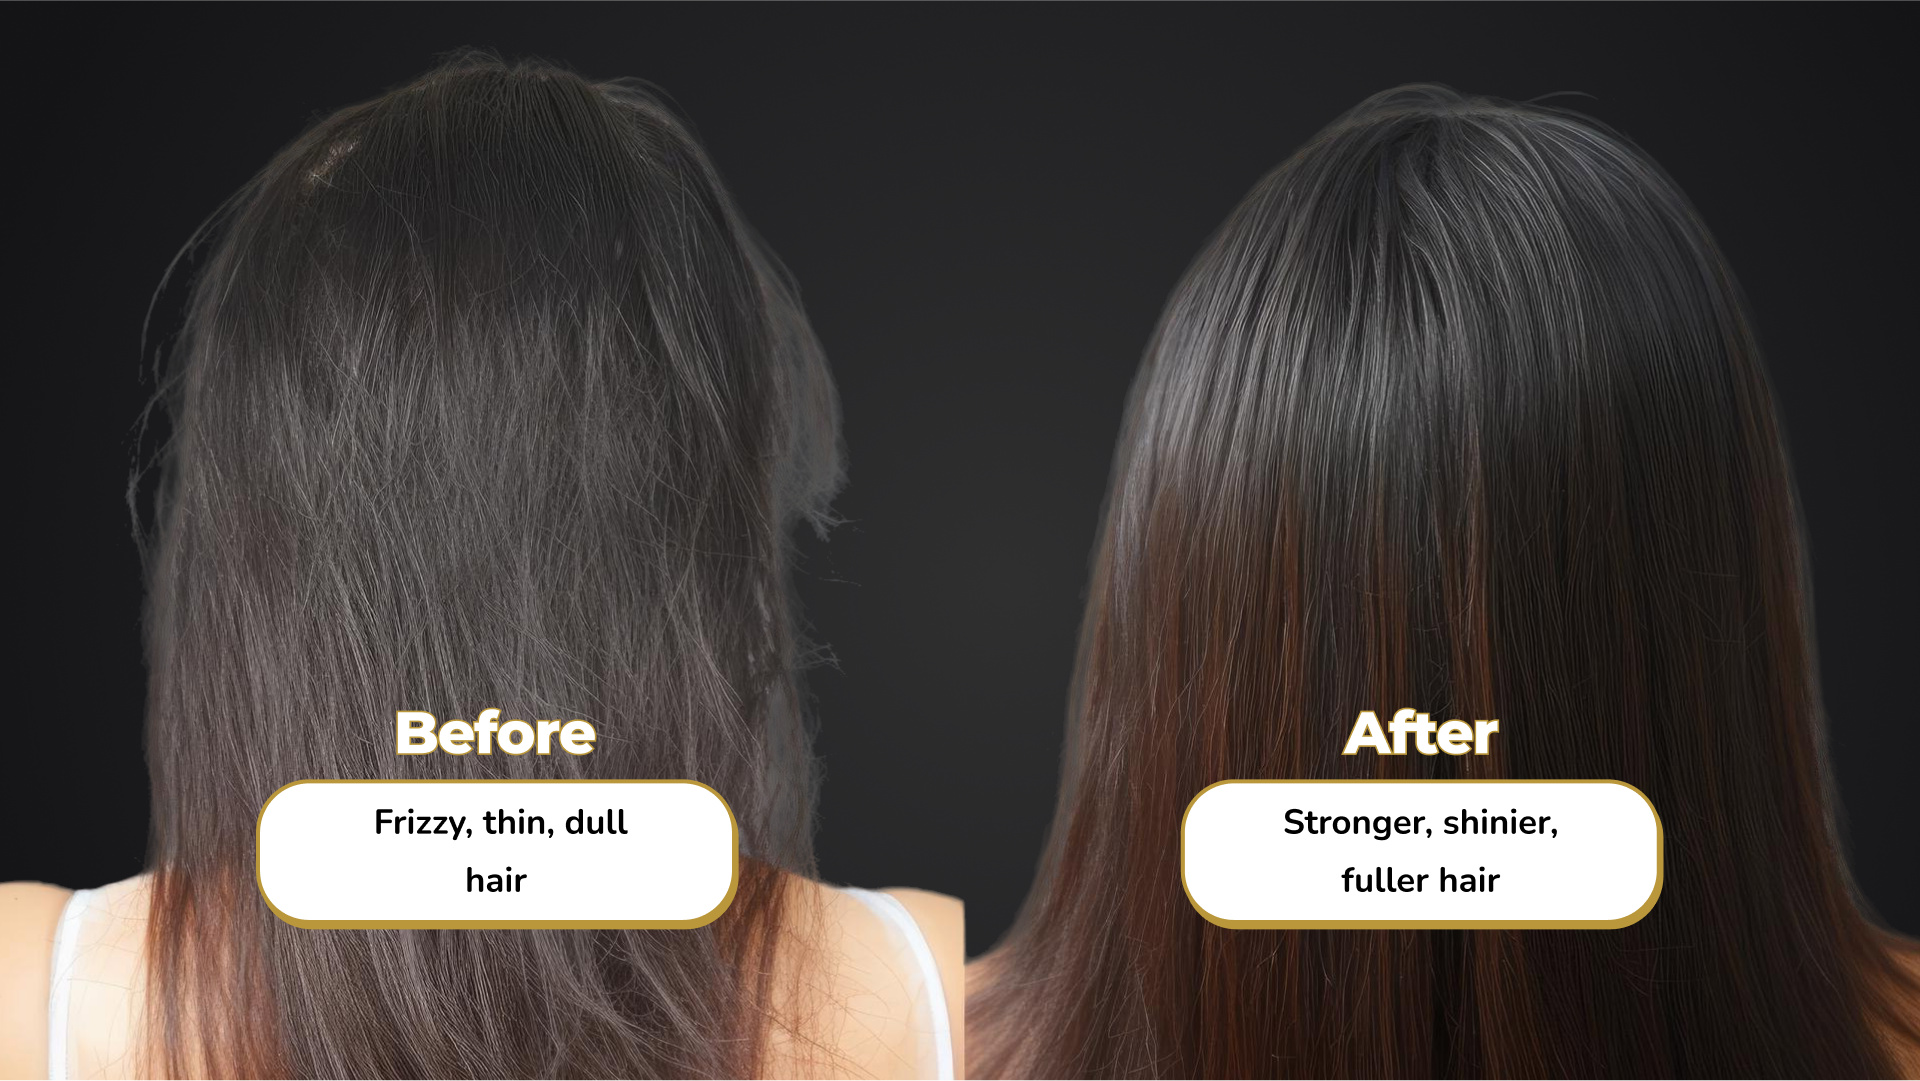 Before
Frizzy, thin, dull
hair
After
Stronger, shinier,
fuller hair